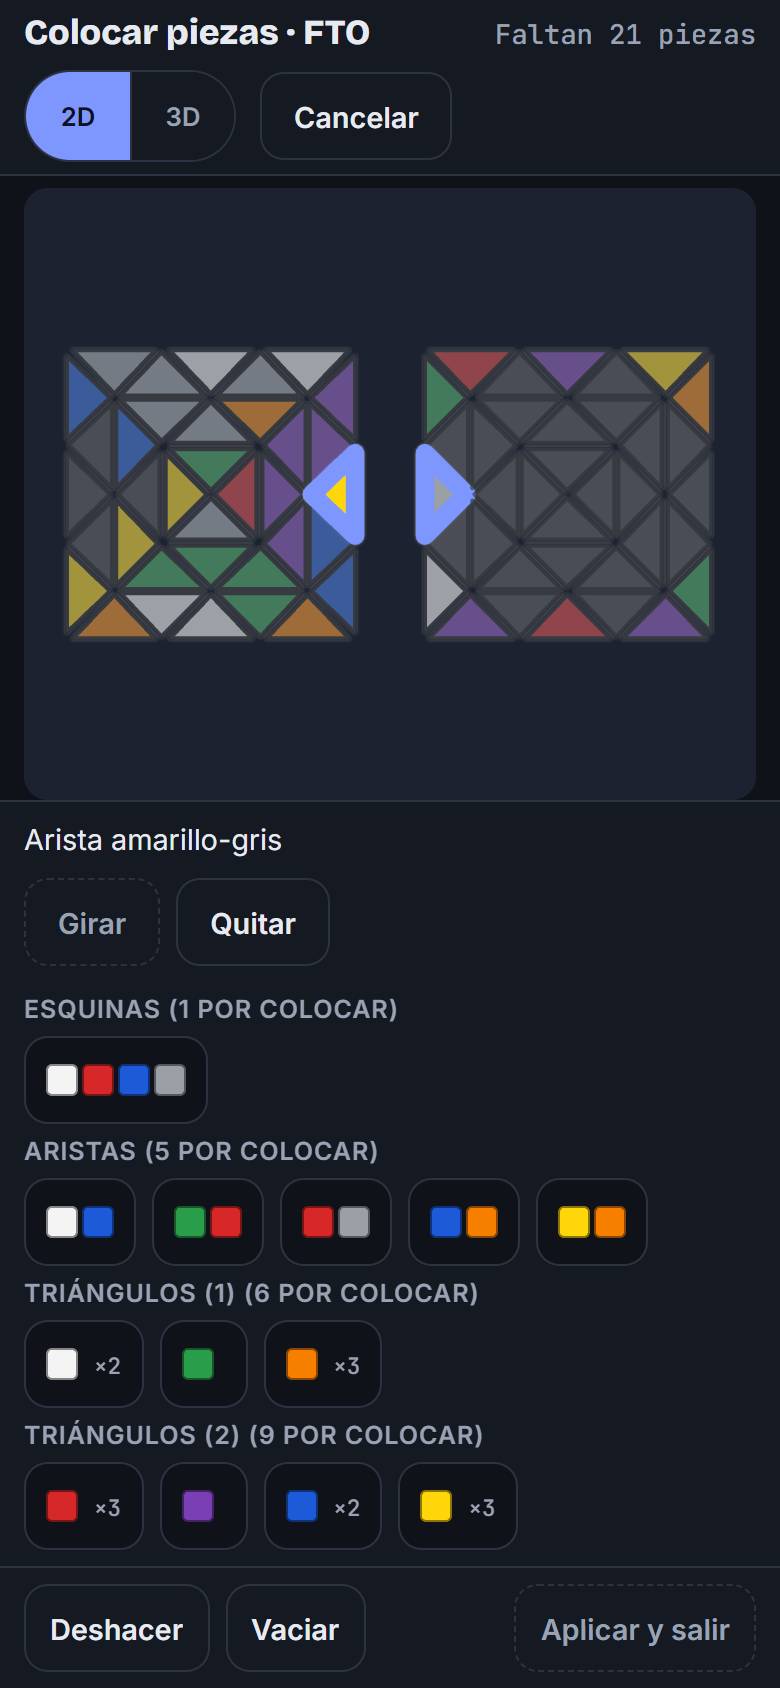 Colocar piezas · FTO
Faltan 21 piezas
2D
3D
Cancelar
Arista amarillo-gris
Girar
Quitar
ESQUINAS (1 POR COLOCAR)
ARISTAS (5 POR COLOCAR)
TRIÁNGULOS (1) (6 POR COLOCAR)
×2
×3
TRIÁNGULOS (2) (9 POR COLOCAR)
×3
×2
×3
Deshacer
Vaciar
Aplicar y salir